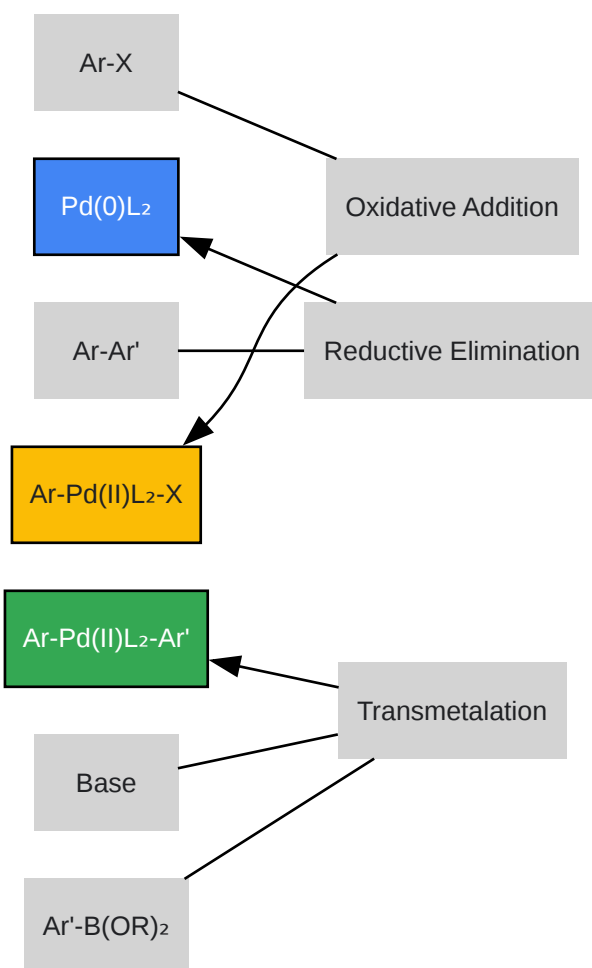 Ar-X
Pd(0)L₂
Oxidative Addition
Ar-Ar'
Reductive Elimination
Ar-Pd(II)L₂-X
Ar-Pd(II)L₂-Ar'
Transmetalation
Base
Ar'-B(OR)₂